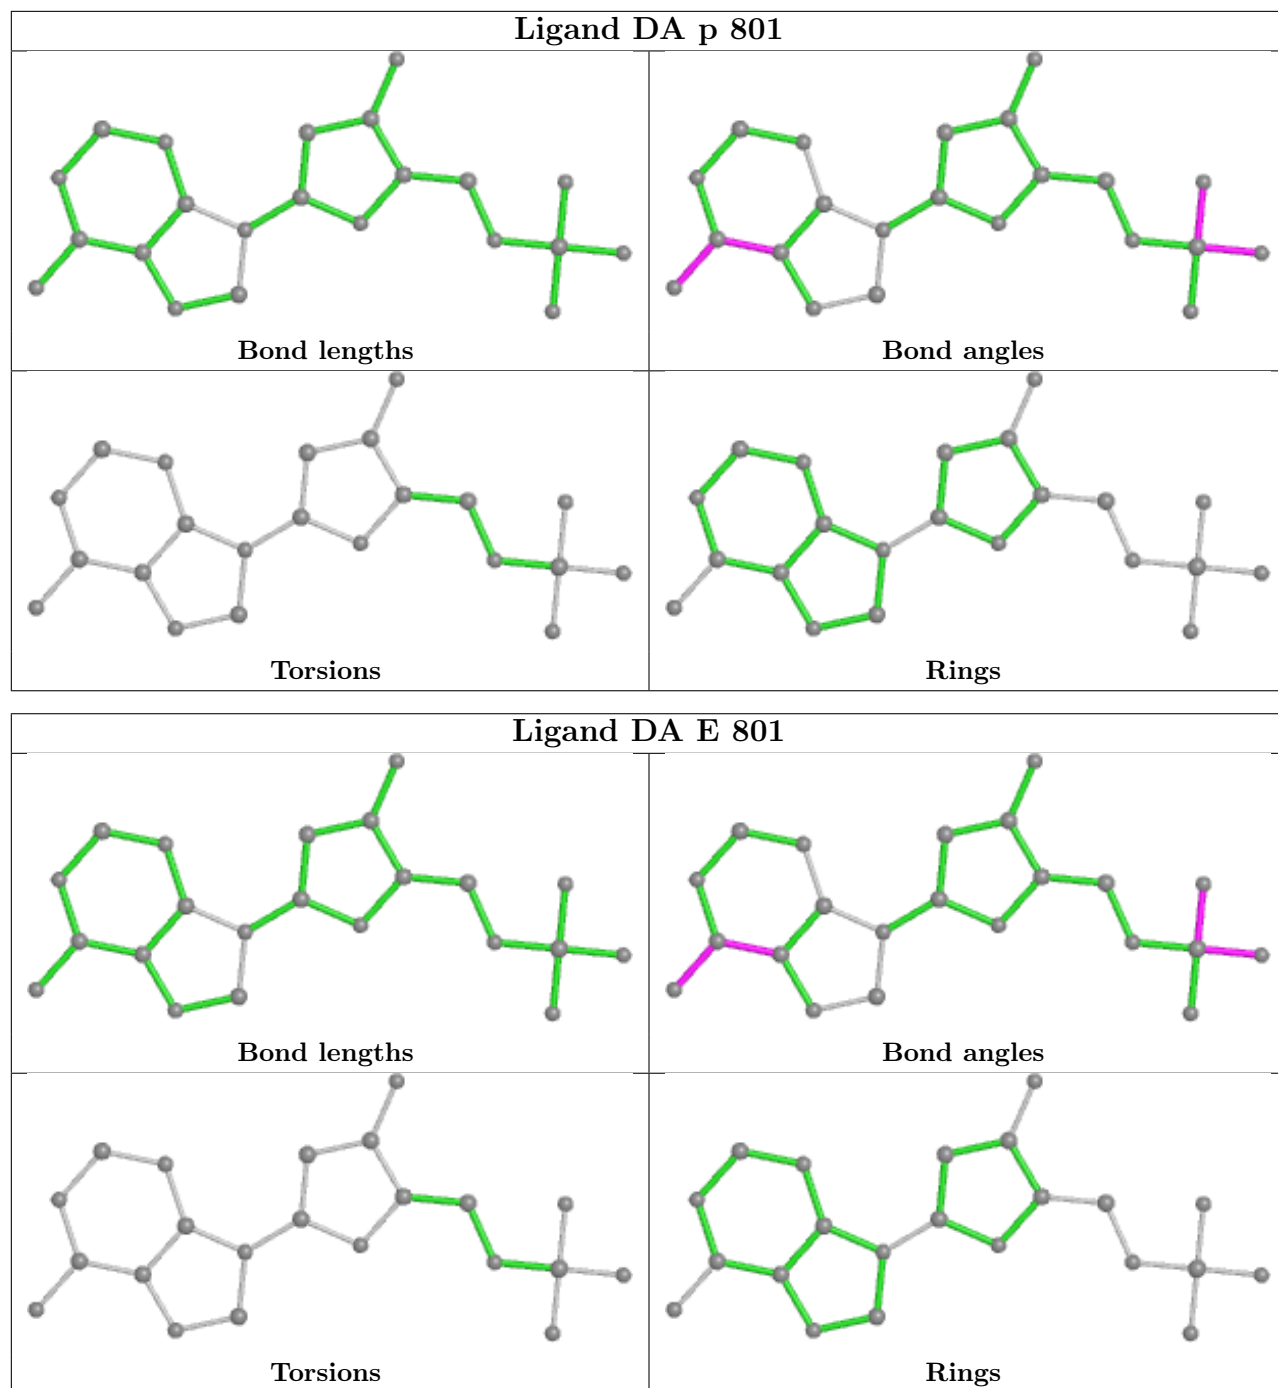 Ligand DA p 801
Bond lengths
Bond angles
Torsions
Rings
Ligand DA E 801
Bond lengths
Bond angles
Torsions
Rings